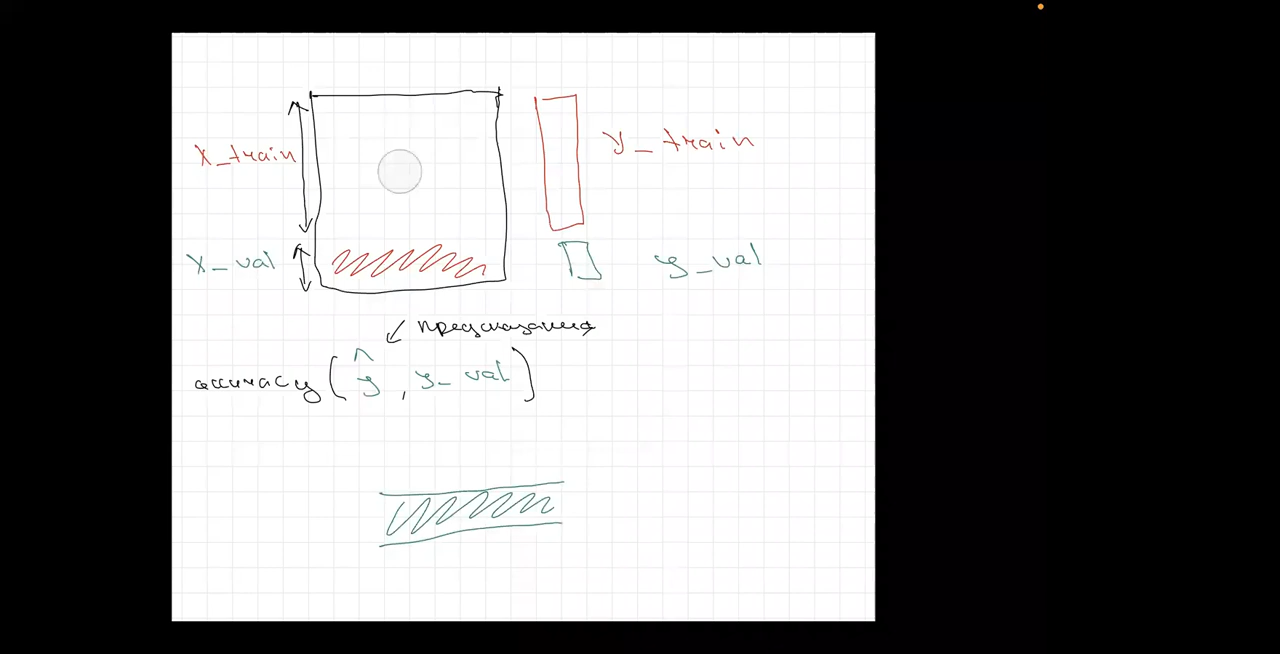 X_train
y_train
X_val
y_val
предсказания
accuracy (ŷ, y_val)